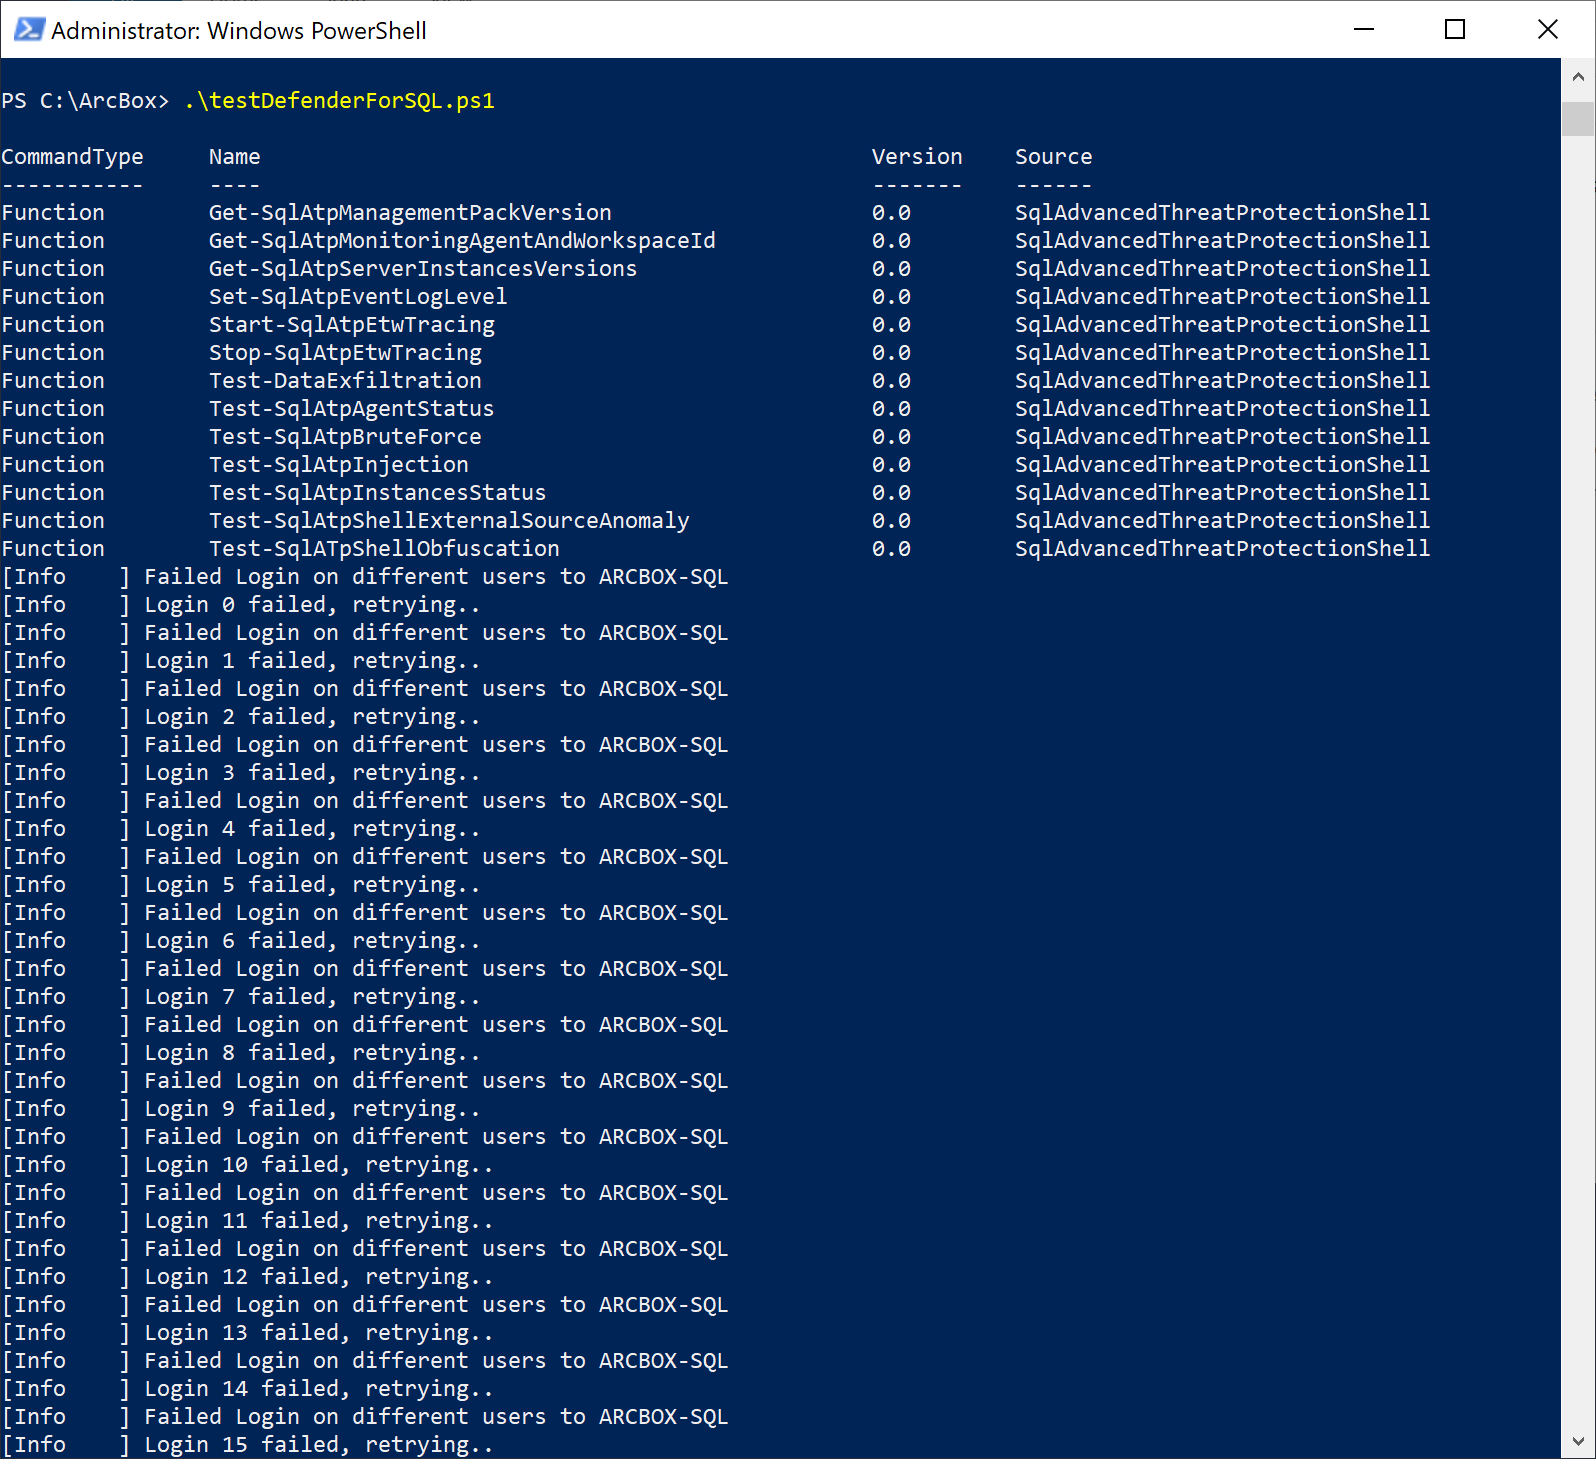 Administrator: Windows PowerShell
PS C:\ArcBox> .\testDefenderForSQL.ps1
CommandType     Name                                               Version    Source
-----------     ----                                               -------    ------
Function        Get-SqlAtpManagementPackVersion                    0.0        SqlAdvancedThreatProtectionShell
Function        Get-SqlAtpMonitoringAgentAndWorkspaceId            0.0        SqlAdvancedThreatProtectionShell
Function        Get-SqlAtpServerInstancesVersions                  0.0        SqlAdvancedThreatProtectionShell
Function        Set-SqlAtpEventLogLevel                            0.0        SqlAdvancedThreatProtectionShell
Function        Start-SqlAtpEtwTracing                             0.0        SqlAdvancedThreatProtectionShell
Function        Stop-SqlAtpEtwTracing                              0.0        SqlAdvancedThreatProtectionShell
Function        Test-DataExfiltration                              0.0        SqlAdvancedThreatProtectionShell
Function        Test-SqlAtpAgentStatus                             0.0        SqlAdvancedThreatProtectionShell
Function        Test-SqlAtpBruteForce                              0.0        SqlAdvancedThreatProtectionShell
Function        Test-SqlAtpInjection                               0.0        SqlAdvancedThreatProtectionShell
Function        Test-SqlAtpInstancesStatus                         0.0        SqlAdvancedThreatProtectionShell
Function        Test-SqlAtpShellExternalSourceAnomaly              0.0        SqlAdvancedThreatProtectionShell
Function        Test-SqlATpShellObfuscation                        0.0        SqlAdvancedThreatProtectionShell
[Info    ] Failed Login on different users to ARCBOX-SQL
[Info    ] Login 0 failed, retrying..
[Info    ] Failed Login on different users to ARCBOX-SQL
[Info    ] Login 1 failed, retrying..
[Info    ] Failed Login on different users to ARCBOX-SQL
[Info    ] Login 2 failed, retrying..
[Info    ] Failed Login on different users to ARCBOX-SQL
[Info    ] Login 3 failed, retrying..
[Info    ] Failed Login on different users to ARCBOX-SQL
[Info    ] Login 4 failed, retrying..
[Info    ] Failed Login on different users to ARCBOX-SQL
[Info    ] Login 5 failed, retrying..
[Info    ] Failed Login on different users to ARCBOX-SQL
[Info    ] Login 6 failed, retrying..
[Info    ] Failed Login on different users to ARCBOX-SQL
[Info    ] Login 7 failed, retrying..
[Info    ] Failed Login on different users to ARCBOX-SQL
[Info    ] Login 8 failed, retrying..
[Info    ] Failed Login on different users to ARCBOX-SQL
[Info    ] Login 9 failed, retrying..
[Info    ] Failed Login on different users to ARCBOX-SQL
[Info    ] Login 10 failed, retrying..
[Info    ] Failed Login on different users to ARCBOX-SQL
[Info    ] Login 11 failed, retrying..
[Info    ] Failed Login on different users to ARCBOX-SQL
[Info    ] Login 12 failed, retrying..
[Info    ] Failed Login on different users to ARCBOX-SQL
[Info    ] Login 13 failed, retrying..
[Info    ] Failed Login on different users to ARCBOX-SQL
[Info    ] Login 14 failed, retrying..
[Info    ] Failed Login on different users to ARCBOX-SQL
[Info    ] Login 15 failed, retrying..